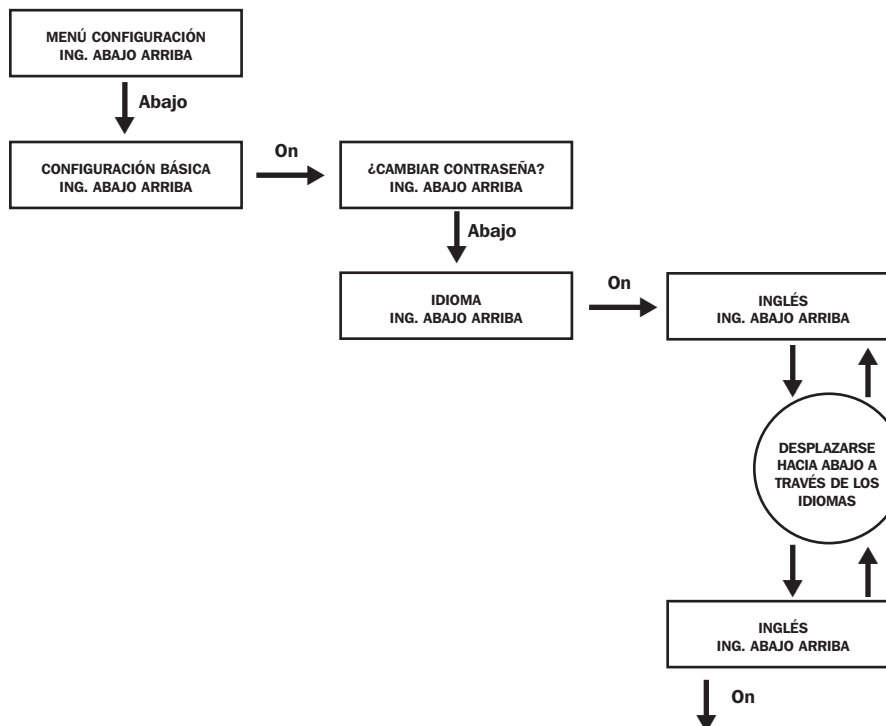 MENÚ CONFIGURACIÓN
ING. ABAJO ARRIBA
Abajo
CONFIGURACIÓN BÁSICA
ING. ABAJO ARRIBA
On
¿CAMBIAR CONTRASEÑA?
ING. ABAJO ARRIBA
Abajo
IDIOMA
ING. ABAJO ARRIBA
On
INGLÉS
ING. ABAJO ARRIBA
DESPLAZARSE
HACIA ABAJO A
TRAVÉS DE LOS
IDIOMAS
INGLÉS
ING. ABAJO ARRIBA
On